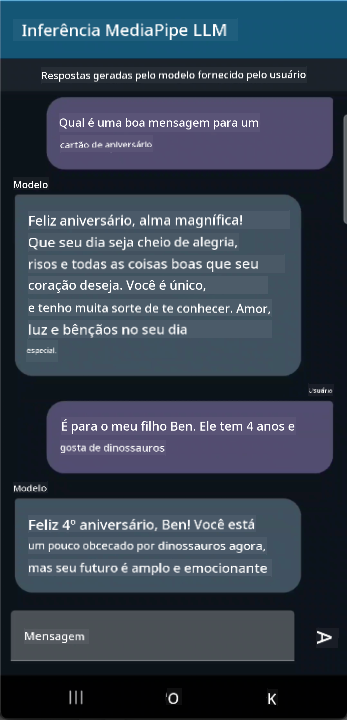 Inferência MediaPipe LLM
Respostas geradas pelo modelo fornecido pelo usuário
Qual é uma boa mensagem para um
cartão de aniversário
Modelo
Feliz aniversário, alma magnífica!
Que seu dia seja cheio de alegria,
risos e todas as coisas boas que seu
coração deseja. Você é único,
e tenho muita sorte de te conhecer. Amor,
luz e bênçãos no seu dia
especial.
Usuário
É para o meu filho Ben. Ele tem 4 anos e
gosta de dinossauros
Modelo
Feliz 4º aniversário, Ben! Você está
um pouco obcecado por dinossauros agora,
mas seu futuro é amplo e emocionante
Mensagem
A
'O
K